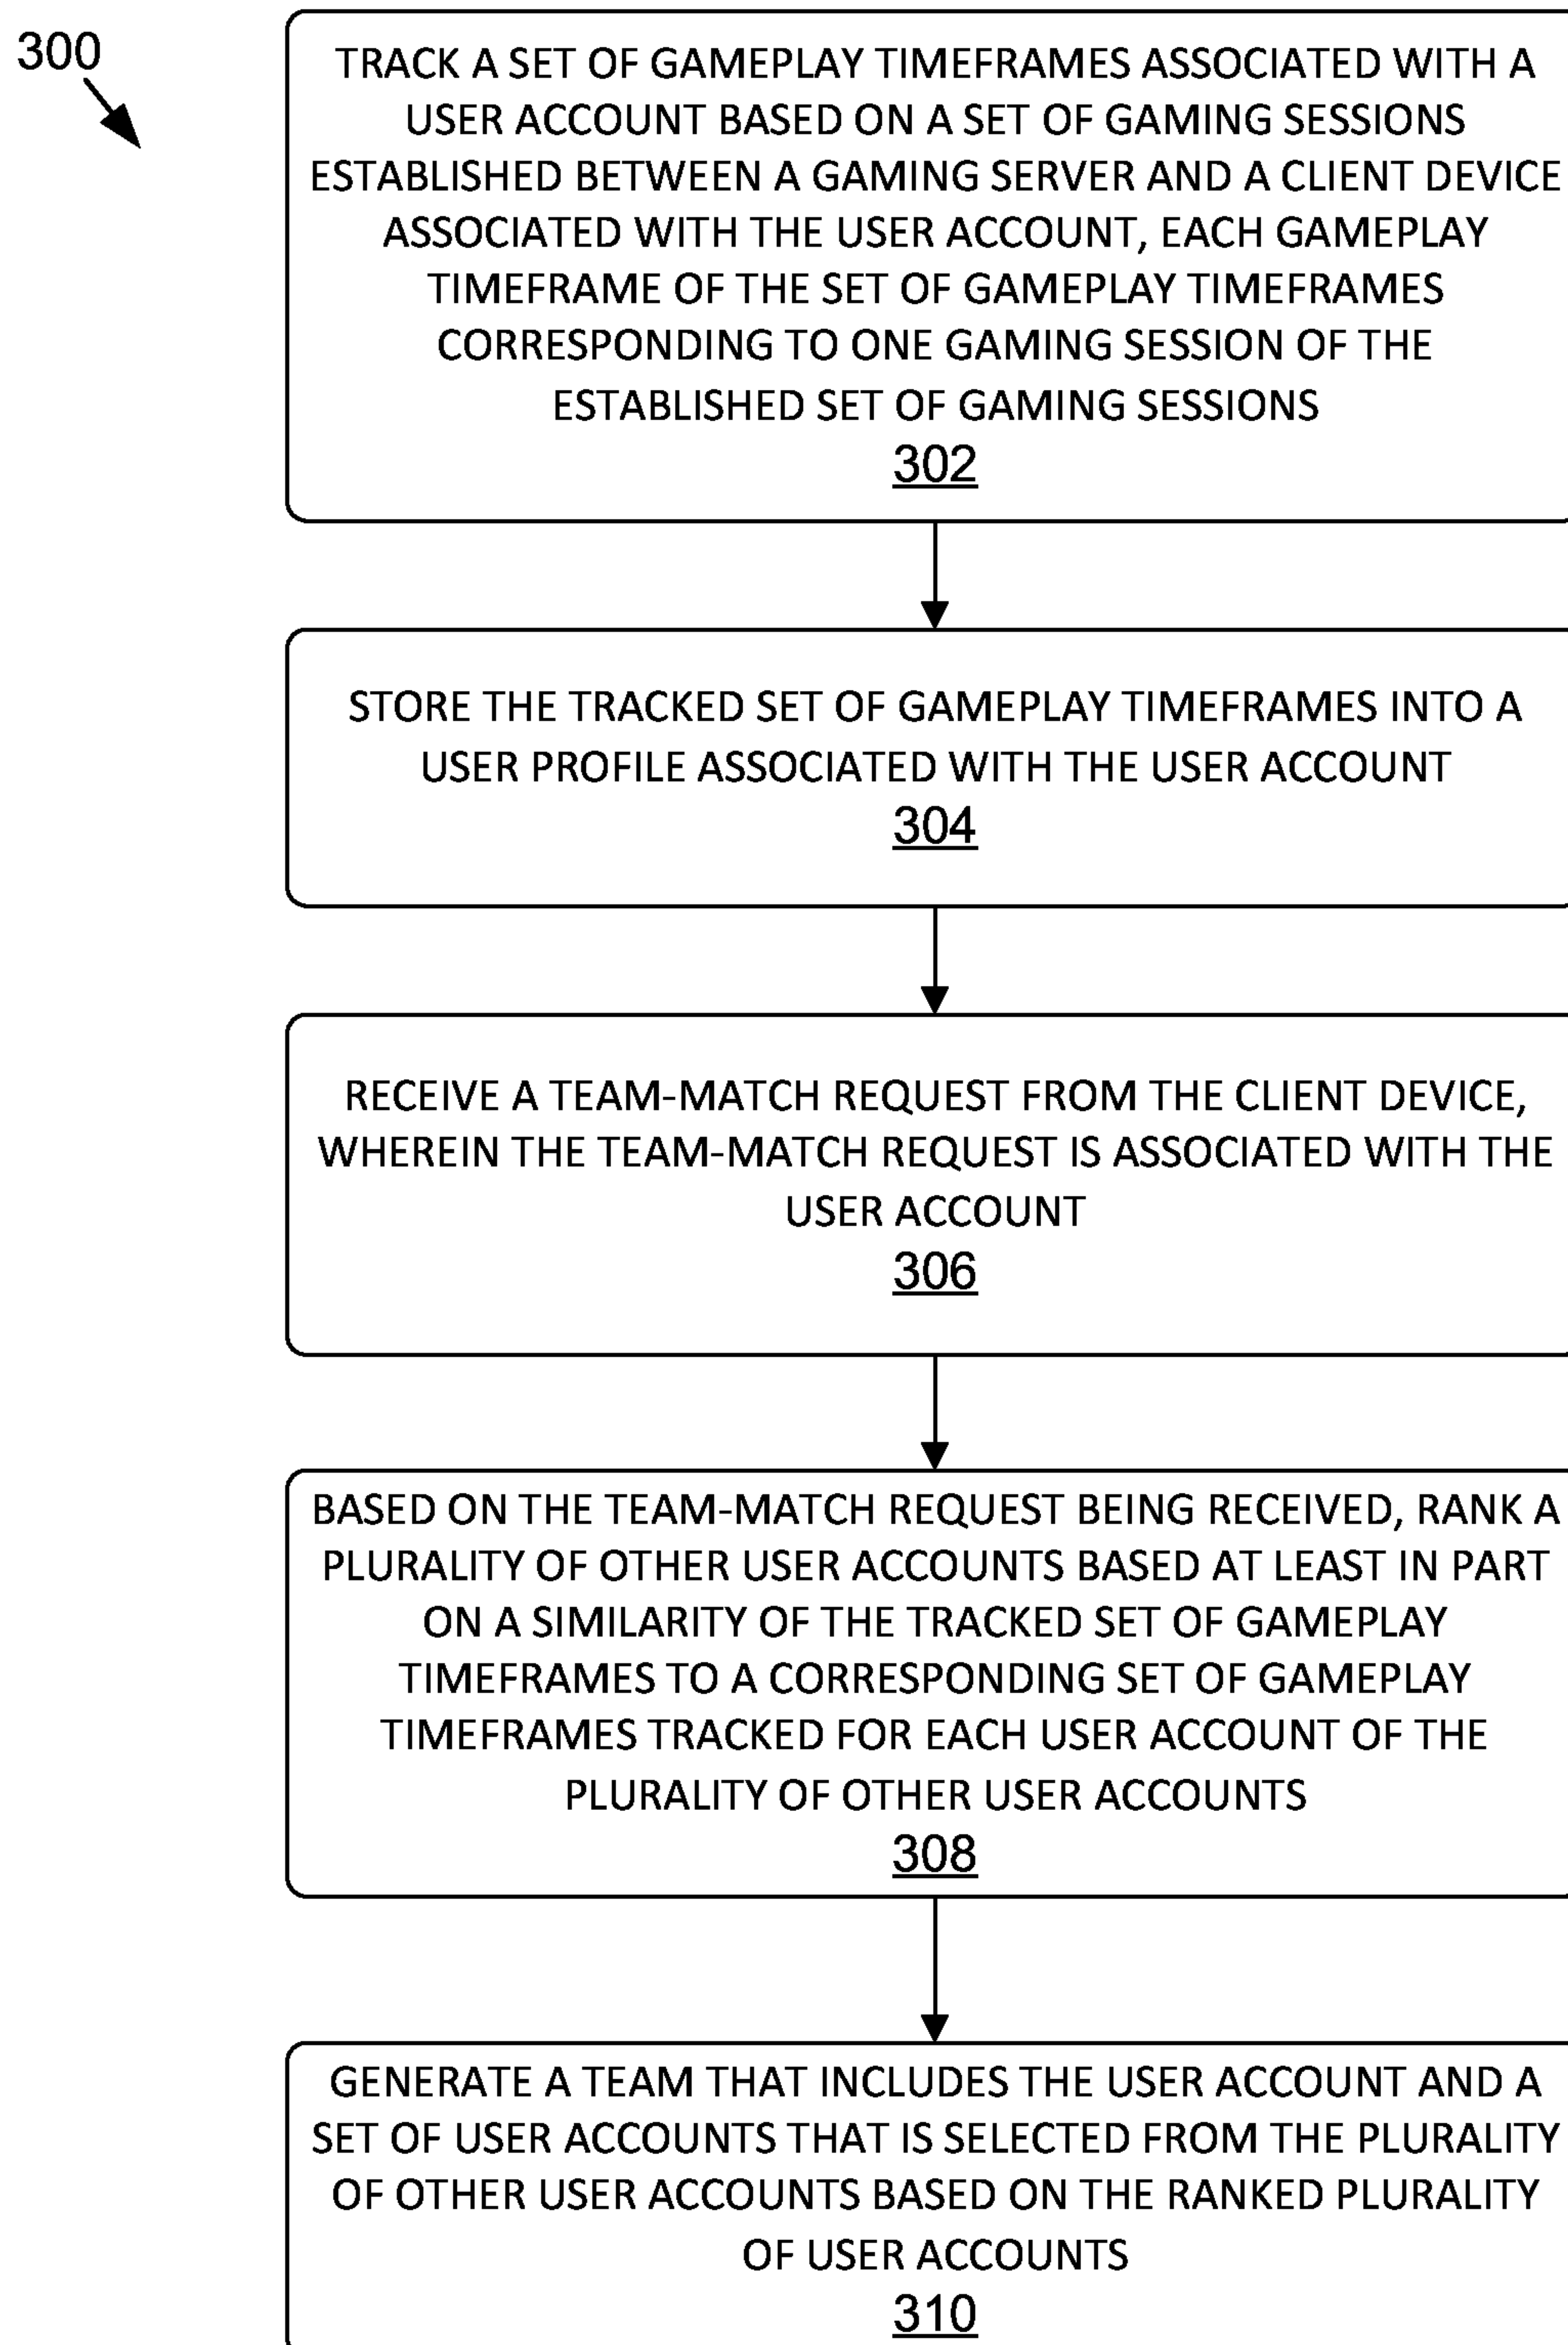 300
TRACK A SET OF GAMEPLAY TIMEFRAMES ASSOCIATED WITH A
USER ACCOUNT BASED ON A SET OF GAMING SESSIONS
ESTABLISHED BETWEEN A GAMING SERVER AND A CLIENT DEVICE
ASSOCIATED WITH THE USER ACCOUNT, EACH GAMEPLAY
TIMEFRAME OF THE SET OF GAMEPLAY TIMEFRAMES
CORRESPONDING TO ONE GAMING SESSION OF THE
ESTABLISHED SET OF GAMING SESSIONS
302
STORE THE TRACKED SET OF GAMEPLAY TIMEFRAMES INTO A
USER PROFILE ASSOCIATED WITH THE USER ACCOUNT
304
RECEIVE A TEAM-MATCH REQUEST FROM THE CLIENT DEVICE,
WHEREIN THE TEAM-MATCH REQUEST IS ASSOCIATED WITH THE
USER ACCOUNT
306
BASED ON THE TEAM-MATCH REQUEST BEING RECEIVED, RANK A
PLURALITY OF OTHER USER ACCOUNTS BASED AT LEAST IN PART
ON A SIMILARITY OF THE TRACKED SET OF GAMEPLAY
TIMEFRAMES TO A CORRESPONDING SET OF GAMEPLAY
TIMEFRAMES TRACKED FOR EACH USER ACCOUNT OF THE
PLURALITY OF OTHER USER ACCOUNTS
308
GENERATE A TEAM THAT INCLUDES THE USER ACCOUNT AND A
SET OF USER ACCOUNTS THAT IS SELECTED FROM THE PLURALITY
OF OTHER USER ACCOUNTS BASED ON THE RANKED PLURALITY
OF USER ACCOUNTS
310